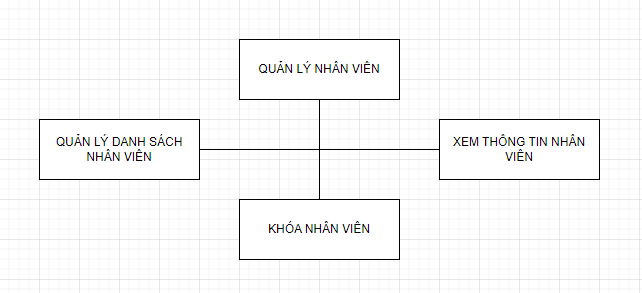 QUẢN LÝ NHÂN VIÊN
QUẢN LÝ DANH SÁCH
NHÂN VIÊN
XEM THÔNG TIN NHÂN
VIÊN
KHÓA NHÂN VIÊN